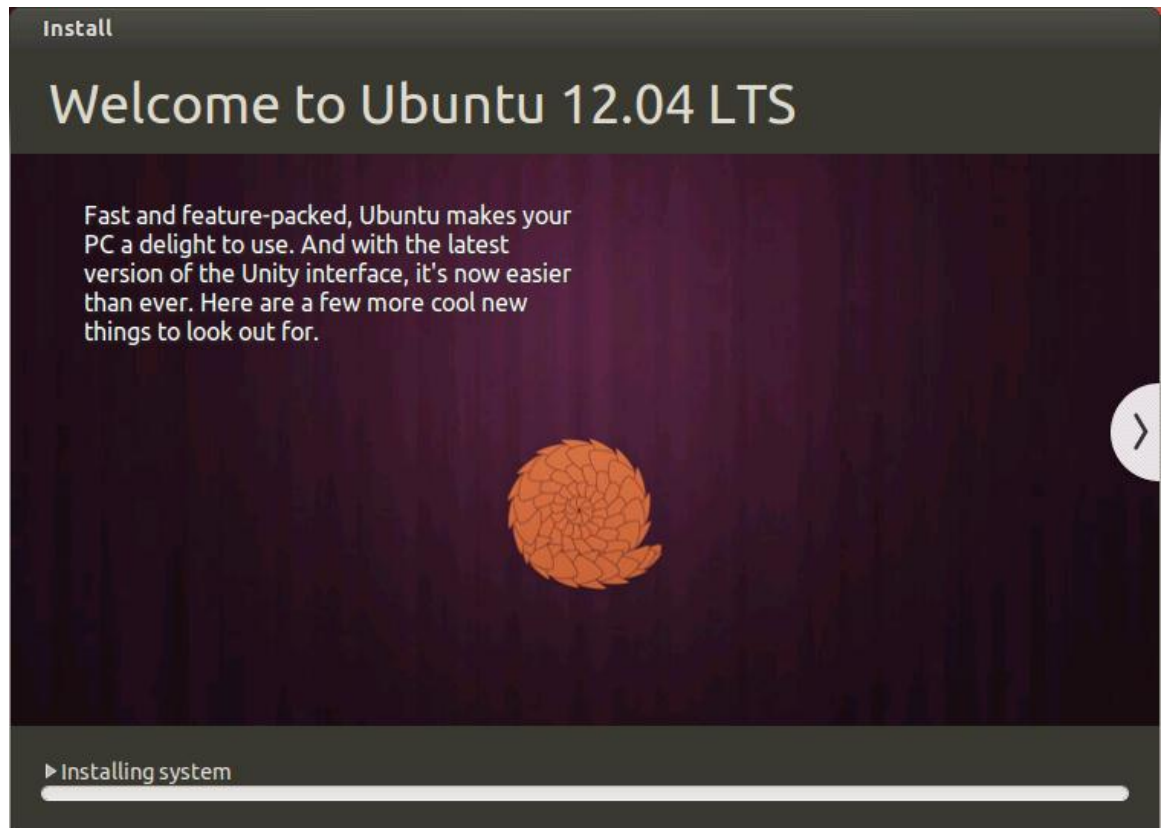 Install
Welcome to Ubuntu 12.04 LTS
Fast and feature-packed, Ubuntu makes your
PC a delight to use. And with the latest
version of the Unity interface, it's now easier
than ever. Here are a few more cool new
things to look out for.
Installing system